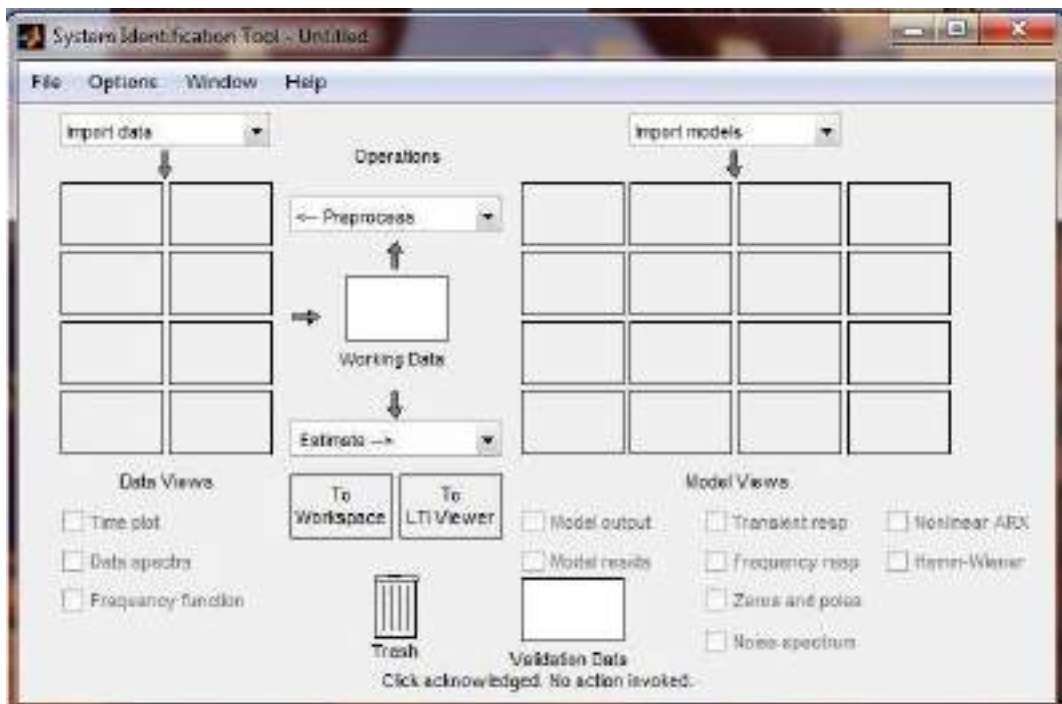 System Identification Tool - Untitled
File Options Window Help
Import data
Import models
Operations
<-- Preprocess
Working Data
Estimate -->
Data Views
To
Workspace
To
LTI Viewer
Model Views
Time plot
Data spectra
Frequency function
Model output
Model resids
Transient resp
Frequency resp
Zeros and poles
Noise spectrum
Nonlinear ARX
Hamm-Wiener
Trash
Validation Data
Click acknowledged. No action invoked.